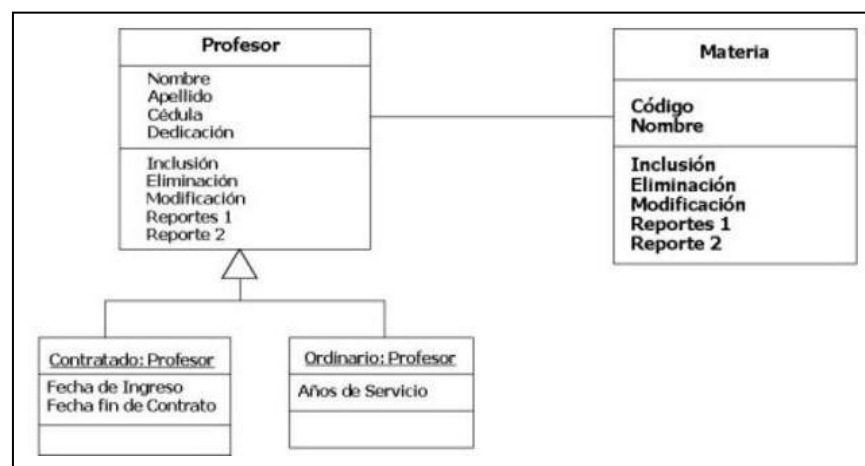 Profesor
Nombre
Apellido
Cédula
Dedicación
Inclusión
Eliminación
Modificación
Reportes 1
Reporte 2
Materia
Código
Nombre
Inclusión
Eliminación
Modificación
Reportes 1
Reporte 2
Contratado: Profesor
Fecha de Ingreso
Fecha fin de Contrato
Ordinario: Profesor
Años de Servicio